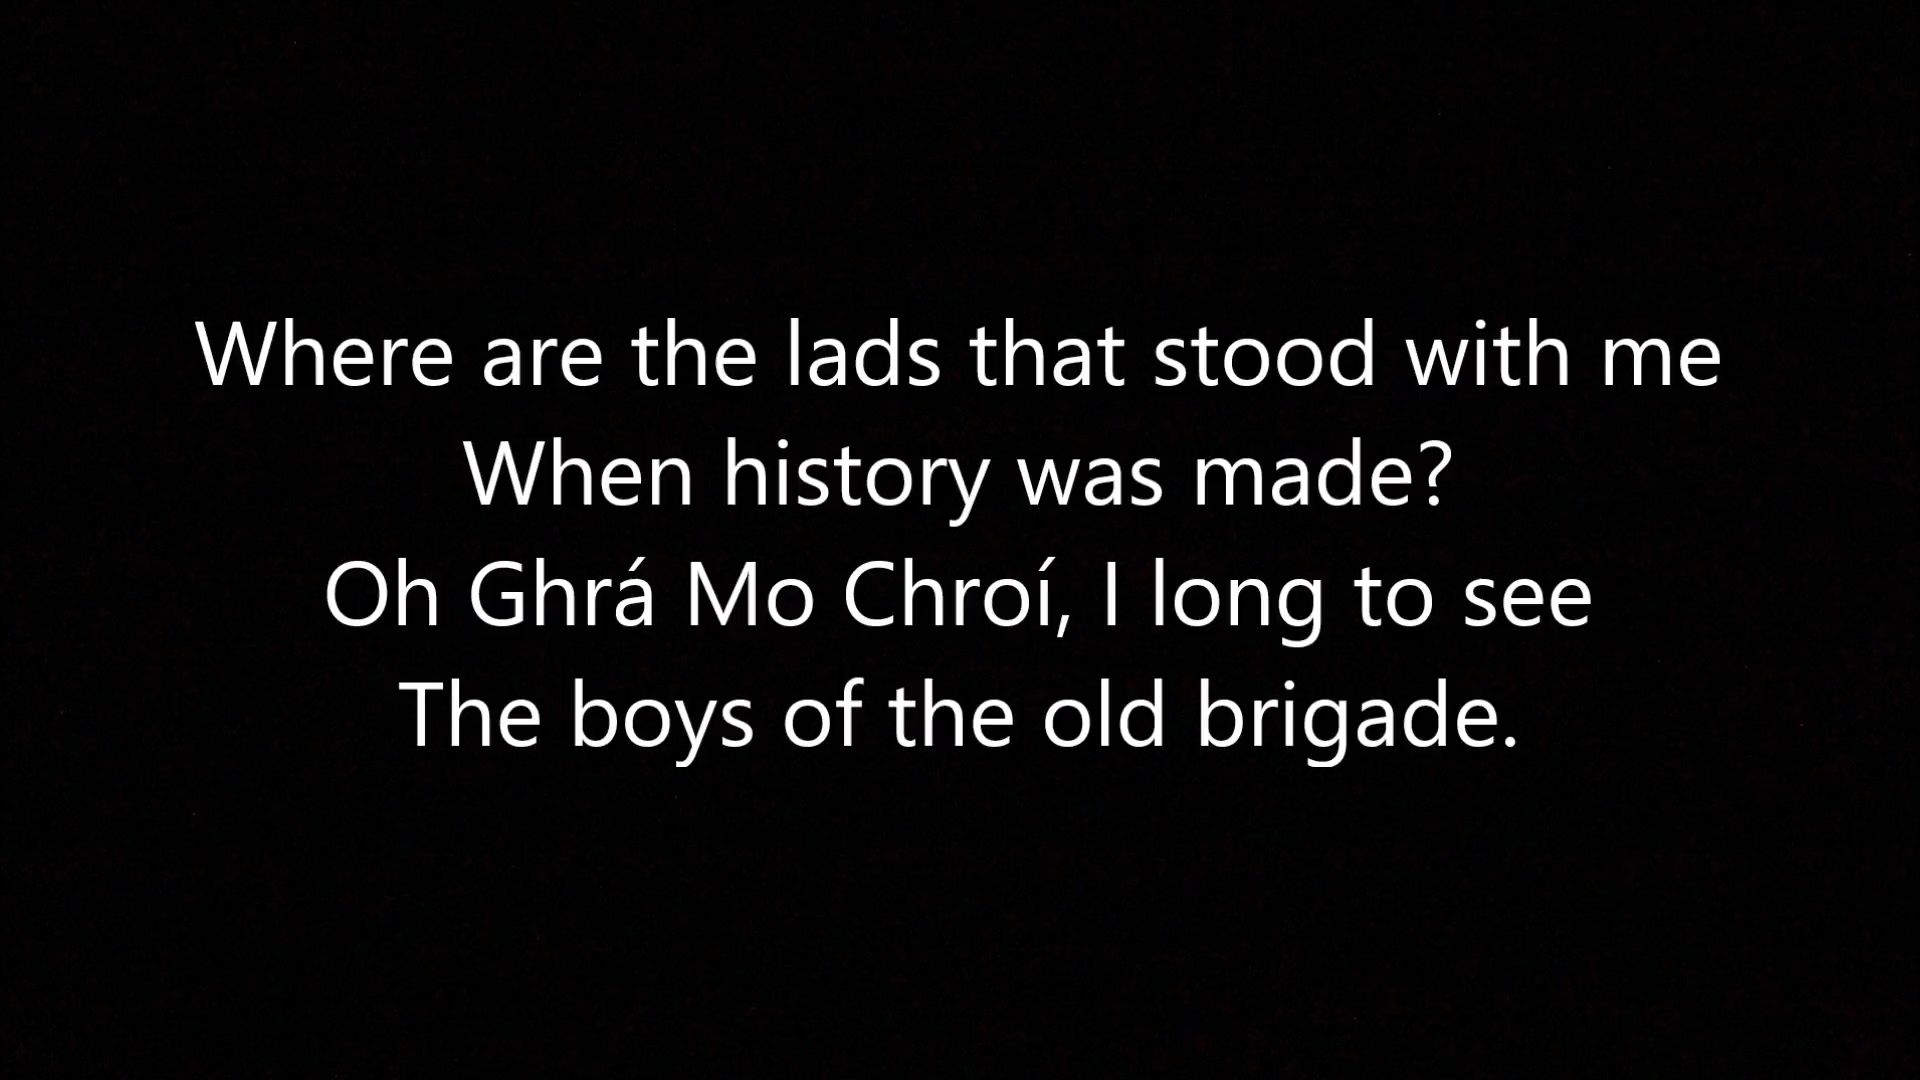 Where are the lads that stood with me
When history was made?
Oh Ghrá Mo Chroí, I long to see
The boys of the old brigade.